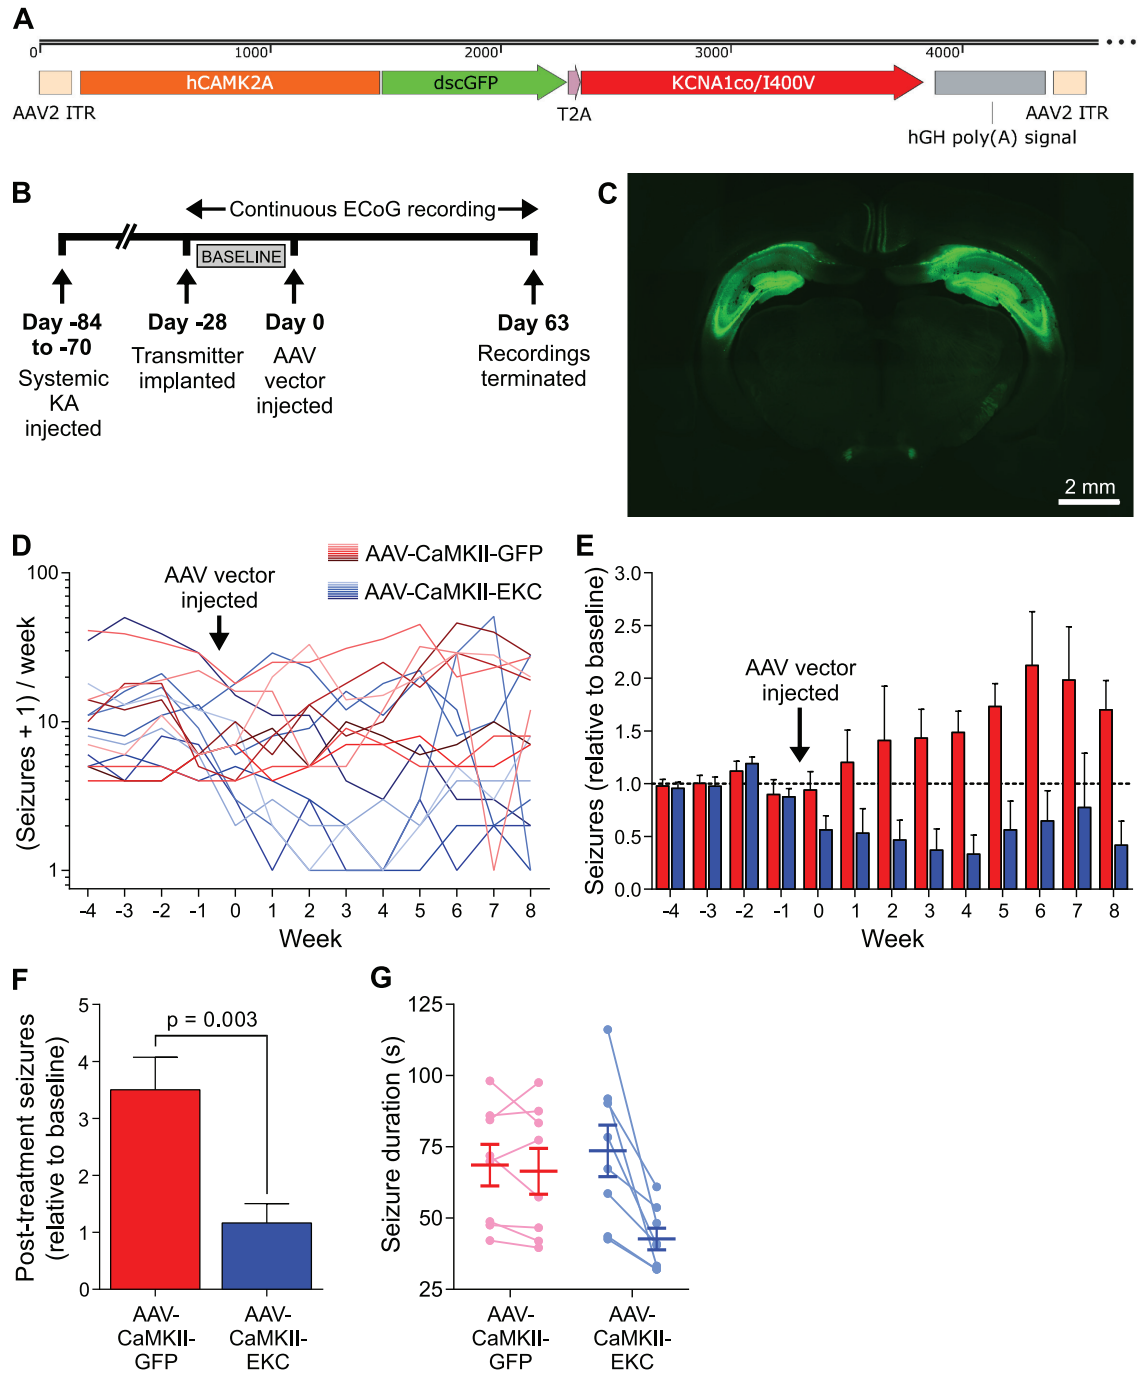 A
0 1000 2000 3000 4000
hCAMK2A dscGFP KCNA1co/I400V
AAV2 ITR T2A AAV2 ITR
hGH poly(A) signal
B
Continuous ECoG recording
BASELINE
Day -84
to -70
Systemic
KA
injected
Day -28
Transmitter
implanted
Day 0
AAV
vector
injected
Day 63
Recordings
terminated
C
2 mm
D
AAV-CaMKII-GFP
AAV-CaMKII-EKC
AAV vector
injected
(Seizures + 1) / week
100
10
1
-4 -3 -2 -1 0 1 2 3 4 5 6 7 8
Week
E
Seizures (relative to baseline)
3.0
2.5
2.0
1.5
1.0
0.5
0.0
AAV vector
injected
-4 -3 -2 -1 0 1 2 3 4 5 6 7 8
Week
F
Post-treatment seizures
(relative to baseline)
5
4
3
2
1
0
p = 0.003
AAV-
CaMKII-
GFP
AAV-
CaMKII-
EKC
G
Seizure duration (s)
125
100
75
50
25
AAV-
CaMKII-
GFP
AAV-
CaMKII-
EKC